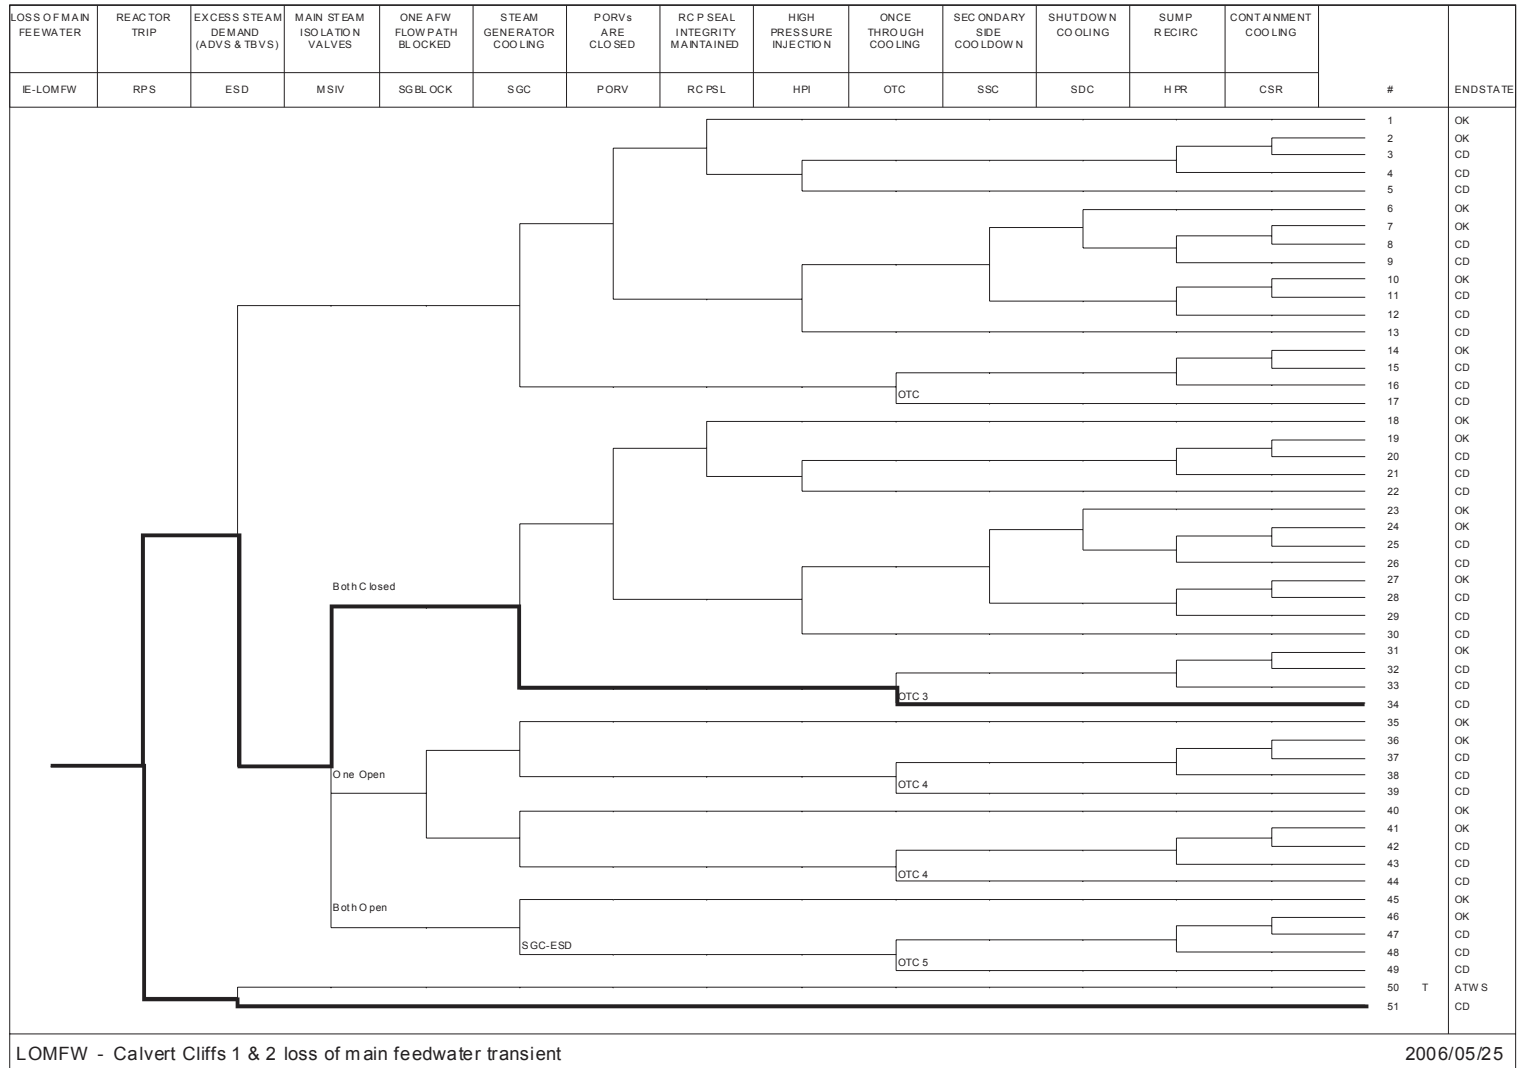 LOSS OF MAIN FEEWATER
REACTOR TRIP
EXCESS STEAM DEMAND (ADVS & TBVS)
MAIN STEAM ISOLATION VALVES
ONE AFW FLOW PATH BLOCKED
STEAM GENERATOR COOLING
PORVs ARE CLOSED
RCP SEAL INTEGRITY MAINTAINED
HIGH PRESSURE INJECTION
ONCE THROUGH COOLING
SECONDARY SIDE COOLDOWN
SHUTDOWN COOLING
SUMP RECIRC
CONTAINMENT COOLING
IE-LOMFW RPS ESD MSIV SGBLOCK SGC PORV RCPSL HPI OTC SSC SDC HPR CSR # ENDSTATE
1 OK
2 OK
3 CD
4 CD
5 CD
6 OK
7 OK
8 CD
9 CD
10 OK
11 CD
12 CD
13 CD
14 OK
15 CD
16 CD
OTC
17 CD
18 OK
19 OK
20 CD
21 CD
22 CD
23 OK
24 OK
25 CD
26 CD
Both Closed
27 OK
28 CD
29 CD
30 CD
31 OK
32 CD
33 CD
OTC 3
34 CD
35 OK
36 OK
37 CD
One Open
38 CD
OTC 4
39 CD
40 OK
41 OK
42 CD
43 CD
OTC 4
44 CD
45 OK
Both Open
46 OK
47 CD
SGC-ESD
48 CD
OTC 5
49 CD
50 T ATWS
51 CD
LOMFW - Calvert Cliffs 1 & 2 loss of main feedwater transient
2006/05/25